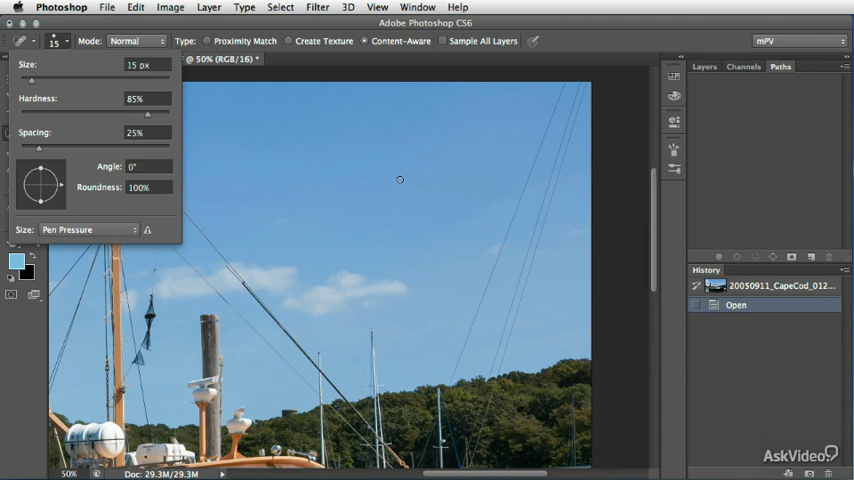 Photoshop File Edit Image Layer Type Select Filter 3D View Window Help
Adobe Photoshop CS6
15 Mode: Normal Type: Proximity Match Create Texture Content-Aware Sample All Layers mPV
@ 50% (RGB/16) *
Size: 15 px
Hardness: 85%
Spacing: 25%
Angle: 0°
Roundness: 100%
Size: Pen Pressure
Layers Channels Paths
History
20050911_CapeCod_012...
Open
50% Doc: 29.3M/29.3M
AskVideo